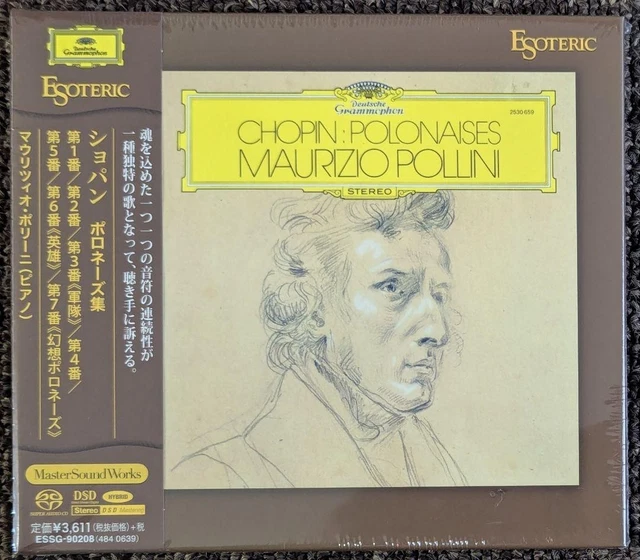 Deutsche
Grammophon
ESOTERIC
魂を込めた一つ一つの音符の連続性が
一種独特の歌となって、聴き手に訴える。
ショパン ポロネーズ集
第1番/第2番/第3番《軍隊》/第4番/
第5番/第6番《英雄》/第7番《幻想ポロネーズ》
マウリツィオ・ポリーニ(ピアノ)
MasterSoundWorks
SUPER AUDIO CD
DSD
HYBRID
Stereo
DSD Mastering
定価¥3,611(税抜価格)+税
ESSG-90208(484 0639)
ESOTERIC
Deutsche
Grammophon
2530 659
CHOPIN: POLONAISES
MAURIZIO POLLINI
STEREO